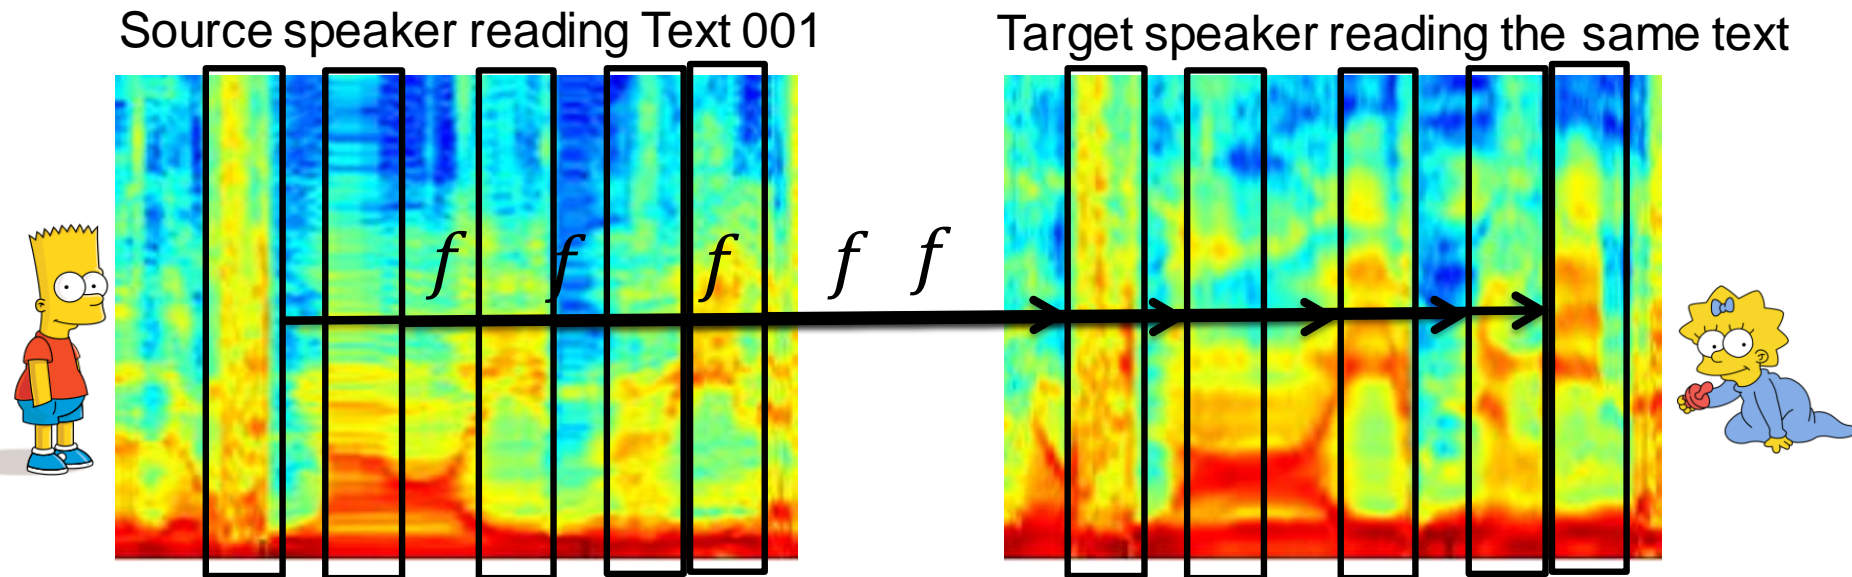 Source speaker reading Text 001
Target speaker reading the same text
f f f f f